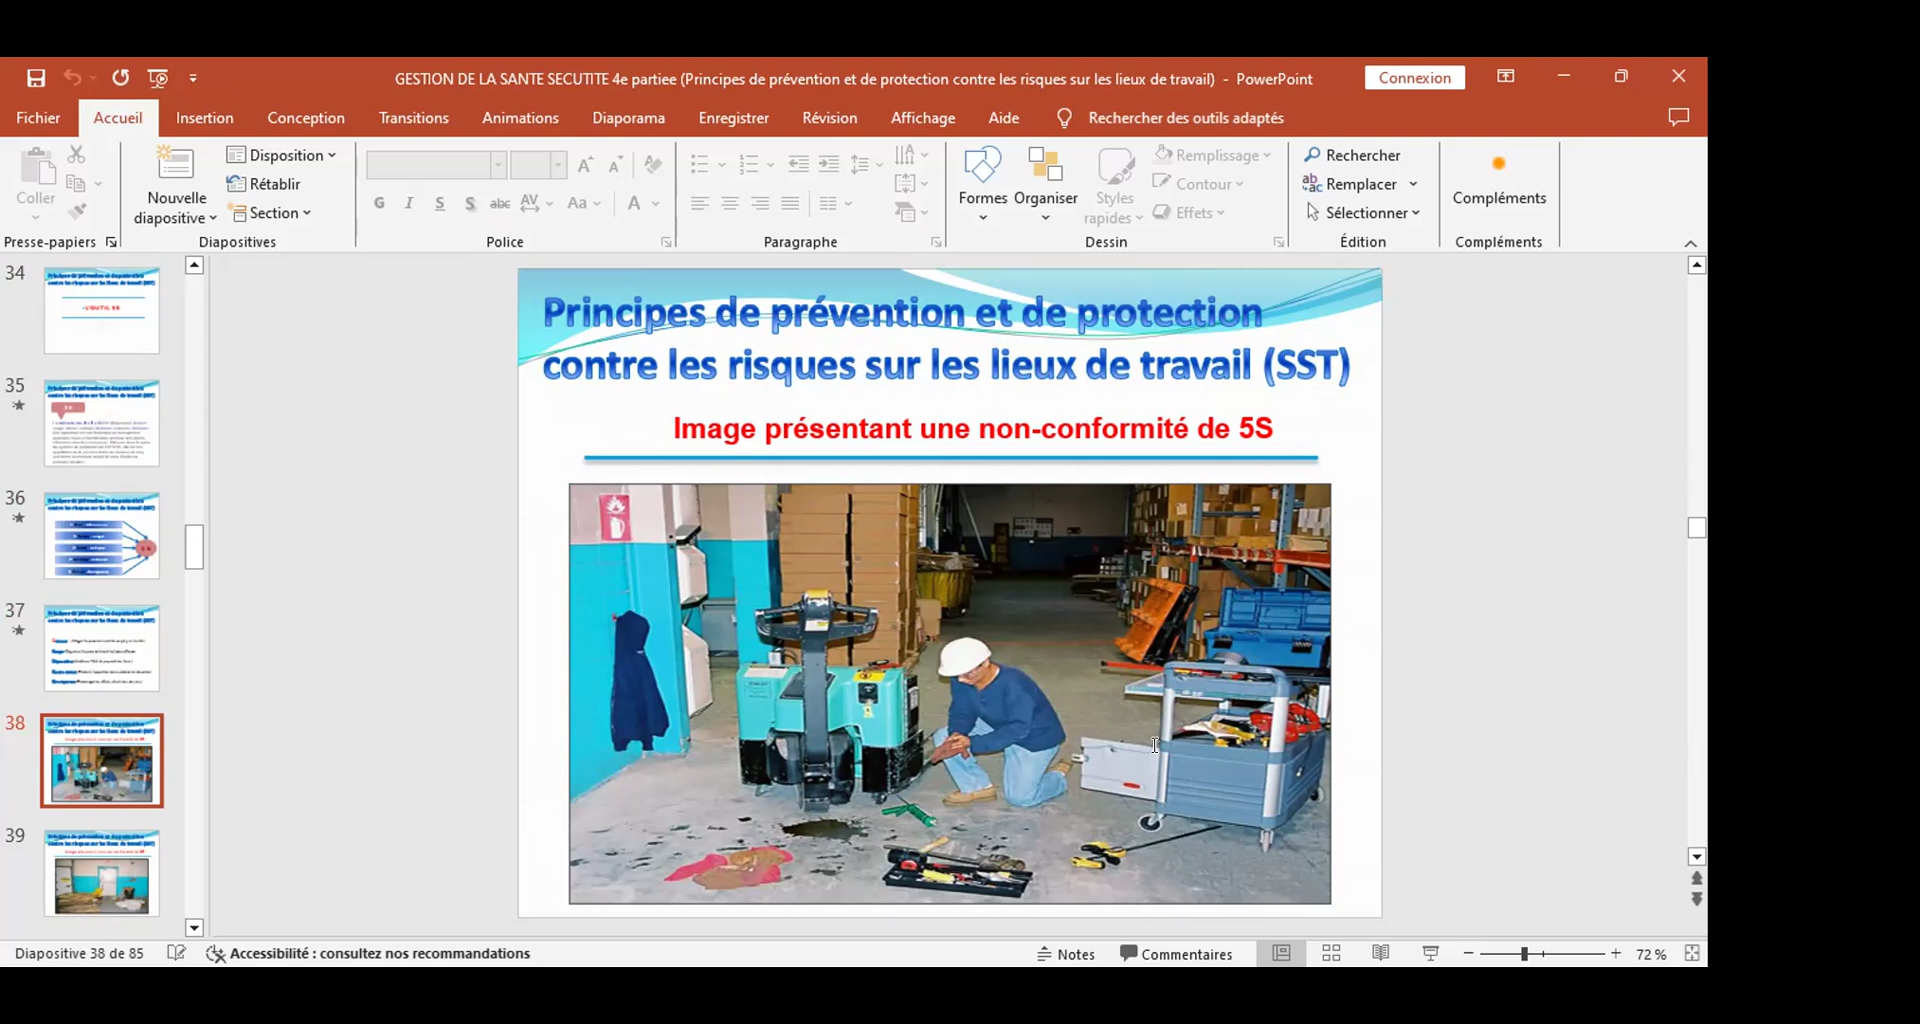 GESTION DE LA SANTE SECUTITE 4e partiee (Principes de prévention et de protection contre les risques sur les lieux de travail) - PowerPoint
Connexion
Fichier
Accueil
Insertion
Conception
Transitions
Animations
Diaporama
Enregistrer
Révision
Affichage
Aide
Rechercher des outils adaptés
Coller
Presse-papiers
Nouvelle
diapositive
Disposition
Rétablir
Section
Diapositives
G I S S abc AV Aa A
Police
Paragraphe
Formes
Organiser
Styles
rapides
Remplissage
Contour
Effets
Dessin
Rechercher
Remplacer
Sélectionner
Édition
Compléments
Compléments
34
35
36
37
38
39
Principes de prévention et de protection
contre les risques sur les lieux de travail (SST)
Image présentant une non-conformité de 5S
Diapositive 38 de 85
Accessibilité : consultez nos recommandations
Notes
Commentaires
72 %